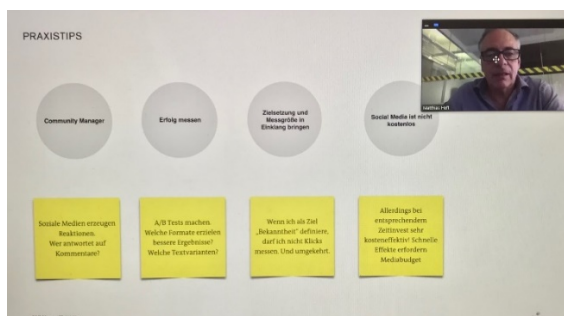 PRAXISTIPS
Community Manager
Erfolg messen
Zielsetzung und
Messgröße in
Einklang bringen
Social Media ist nicht
kostenlos
Soziale Medien erzeugen
Reaktionen.
Wer antwortet auf
Kommentare?
A/B Tests machen.
Welche Formate erzielen
bessere Ergebnisse?
Welche Textvarianten?
Wenn ich als Ziel
„Bekanntheit“ definiere,
darf ich nicht Klicks
messen. Und umgekehrt.
Allerdings bei
entsprechendem
Zeitinvest sehr
kosteneffektiv! Schnelle
Effekte erfordern
Mediabudget